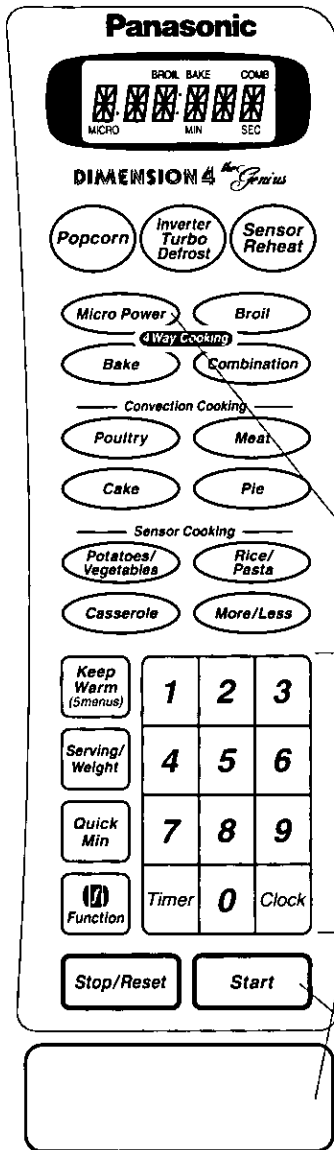 Panasonic
BROIL BAKE COMB
MICRO MIN SEC
DIMENSION 4 the Genius
Popcorn
Inverter
Turbo
Defrost
Sensor
Reheat
Micro Power Broil
4 Way Cooking
Bake Combination
Convection Cooking
Poultry Meat
Cake Pie
Sensor Cooking
Potatoes/
Vegetables
Rice/
Pasta
Casserole More/Less
Keep
Warm
(5menus)
1 2 3
Serving/
Weight
4 5 6
Quick
Min
7 8 9
Function
Timer 0 Clock
Stop/Reset Start